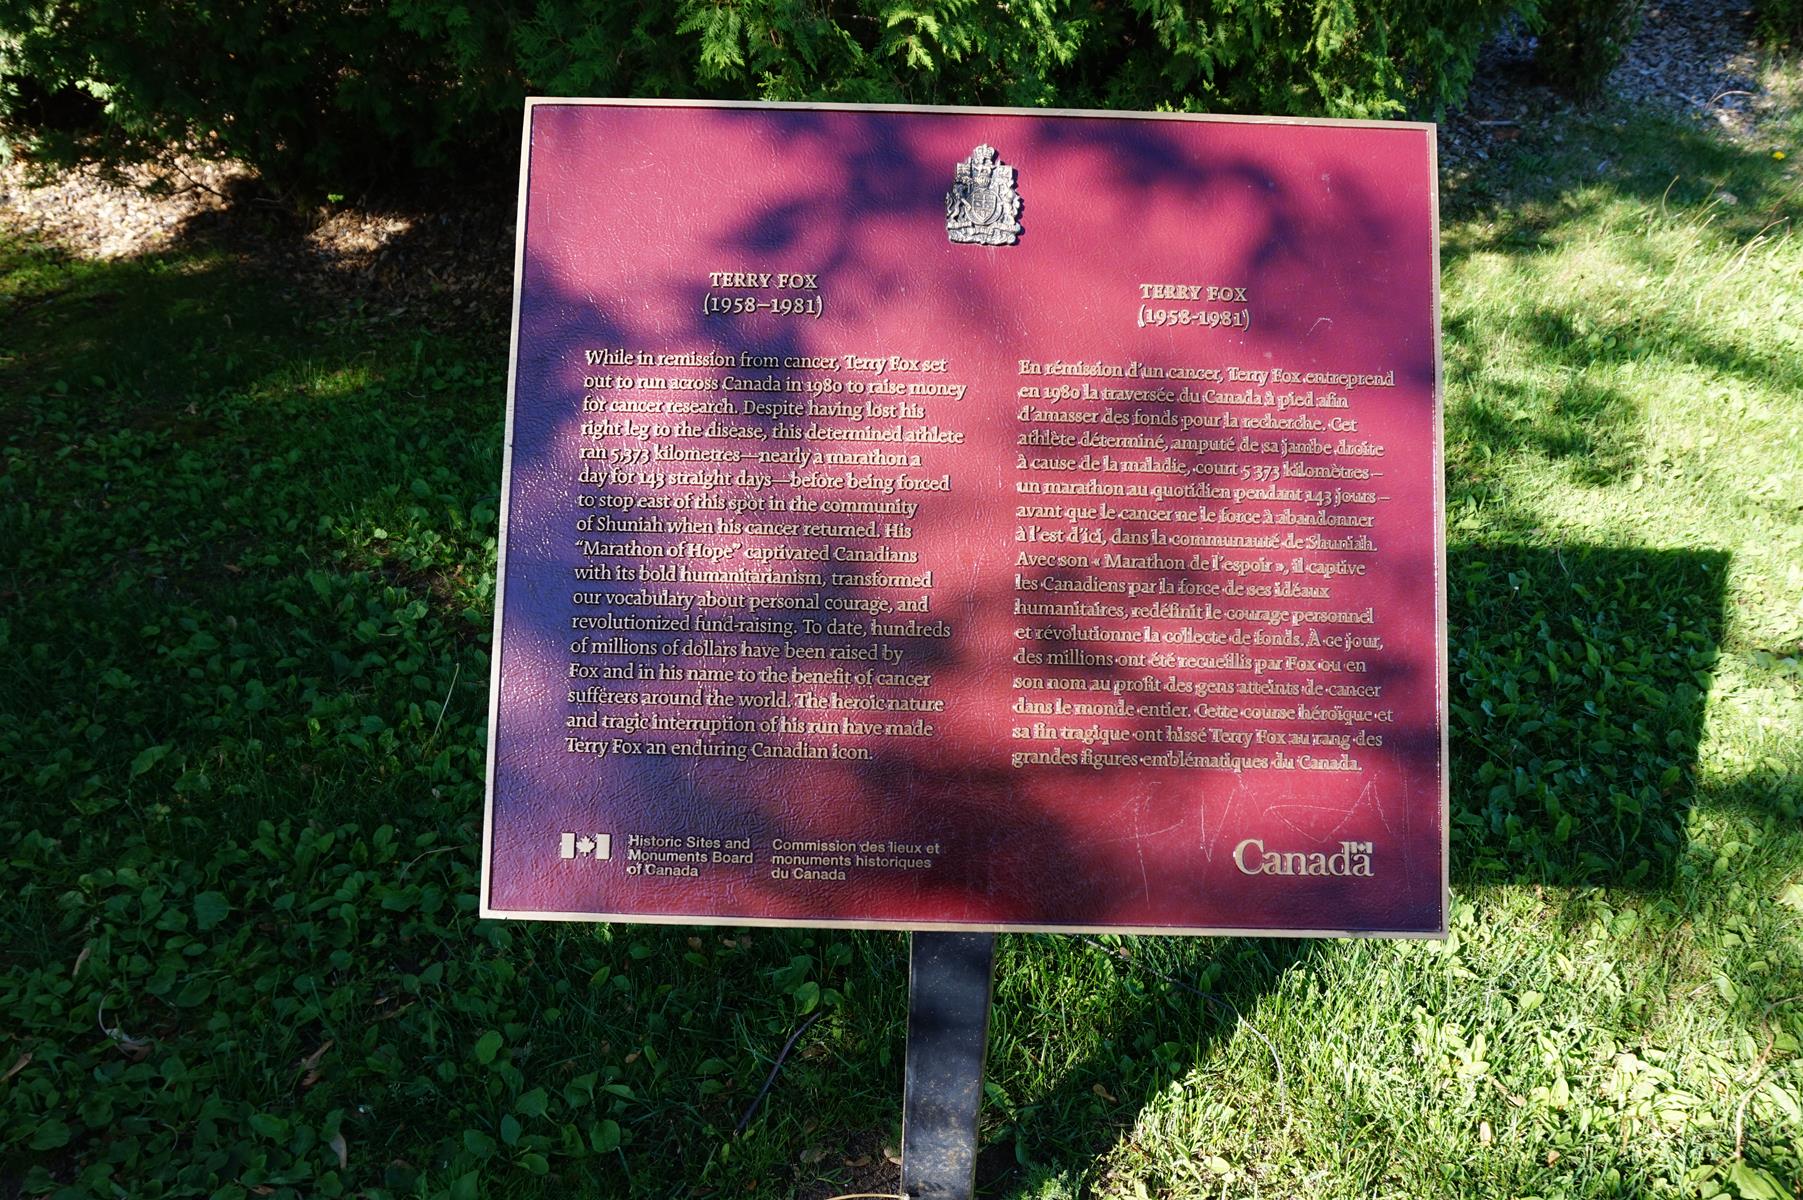 TERRY FOX
(1958–1981)
While in remission from cancer, Terry Fox set
out to run across Canada in 1980 to raise money
for cancer research. Despite having lost his
right leg to the disease, this determined athlete
ran 5,373 kilometres—nearly a marathon a
day for 143 straight days—before being forced
to stop east of this spot in the community
of Shuniah when his cancer returned. His
“Marathon of Hope” captivated Canadians
with its bold humanitarianism, transformed
our vocabulary about personal courage, and
revolutionized fund-raising. To date, hundreds
of millions of dollars have been raised by
Fox and in his name to the benefit of cancer
sufferers around the world. The heroic nature
and tragic interruption of his run have made
Terry Fox an enduring Canadian icon.
TERRY FOX
(1958-1981)
En rémission d'un cancer, Terry Fox entreprend
en 1980 la traversée du Canada à pied afin
d'amasser des fonds pour la recherche. Cet
athlète déterminé, amputé de sa jambe droite
à cause de la maladie, court 5 373 kilomètres –
un marathon au quotidien pendant 143 jours –
avant que le cancer ne le force à abandonner
à l'est d'ici, dans la communauté de Shuniah.
Avec son « Marathon de l'espoir », il captive
les Canadiens par la force de ses idéaux
humanitaires, redéfinit le courage personnel
et révolutionne la collecte de fonds. À ce jour,
des millions ont été recueillis par Fox ou en
son nom au profit des gens atteints de cancer
dans le monde entier. Cette course héroïque et
sa fin tragique ont hissé Terry Fox au rang des
grandes figures emblématiques du Canada.
Historic Sites and
Monuments Board
of Canada
Commission des lieux et
monuments historiques
du Canada
Canada